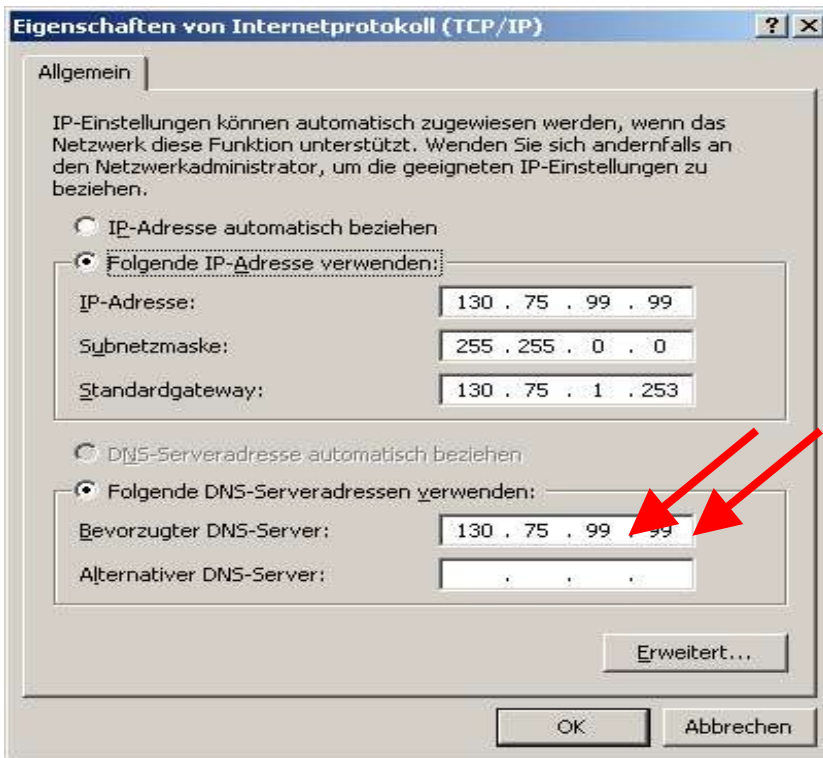 Eigenschaften von Internetprotokoll (TCP/IP)
Allgemein
IP-Einstellungen können automatisch zugewiesen werden, wenn das
Netzwerk diese Funktion unterstützt. Wenden Sie sich andernfalls an
den Netzwerkadministrator, um die geeigneten IP-Einstellungen zu
beziehen.
IP-Adresse automatisch beziehen
Folgende IP-Adresse verwenden:
IP-Adresse: 130 . 75 . 99 . 99
Subnetzmaske: 255 . 255 . 0 . 0
Standardgateway: 130 . 75 . 1 . 253
DNS-Serveradresse automatisch beziehen
Folgende DNS-Serveradressen verwenden:
Bevorzugter DNS-Server: 130 . 75 . 99 . 99
Alternativer DNS-Server: . . .
Erweitert...
OK Abbrechen